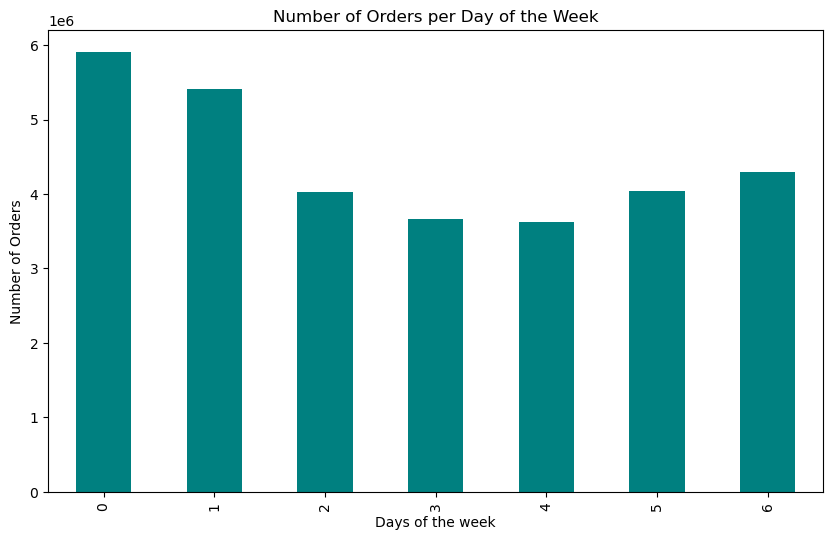 Number of Orders per Day of the Week
1e6
6
5
4
3
2
1
0
Number of Orders
0 1 2 3 4 5 6
Days of the week